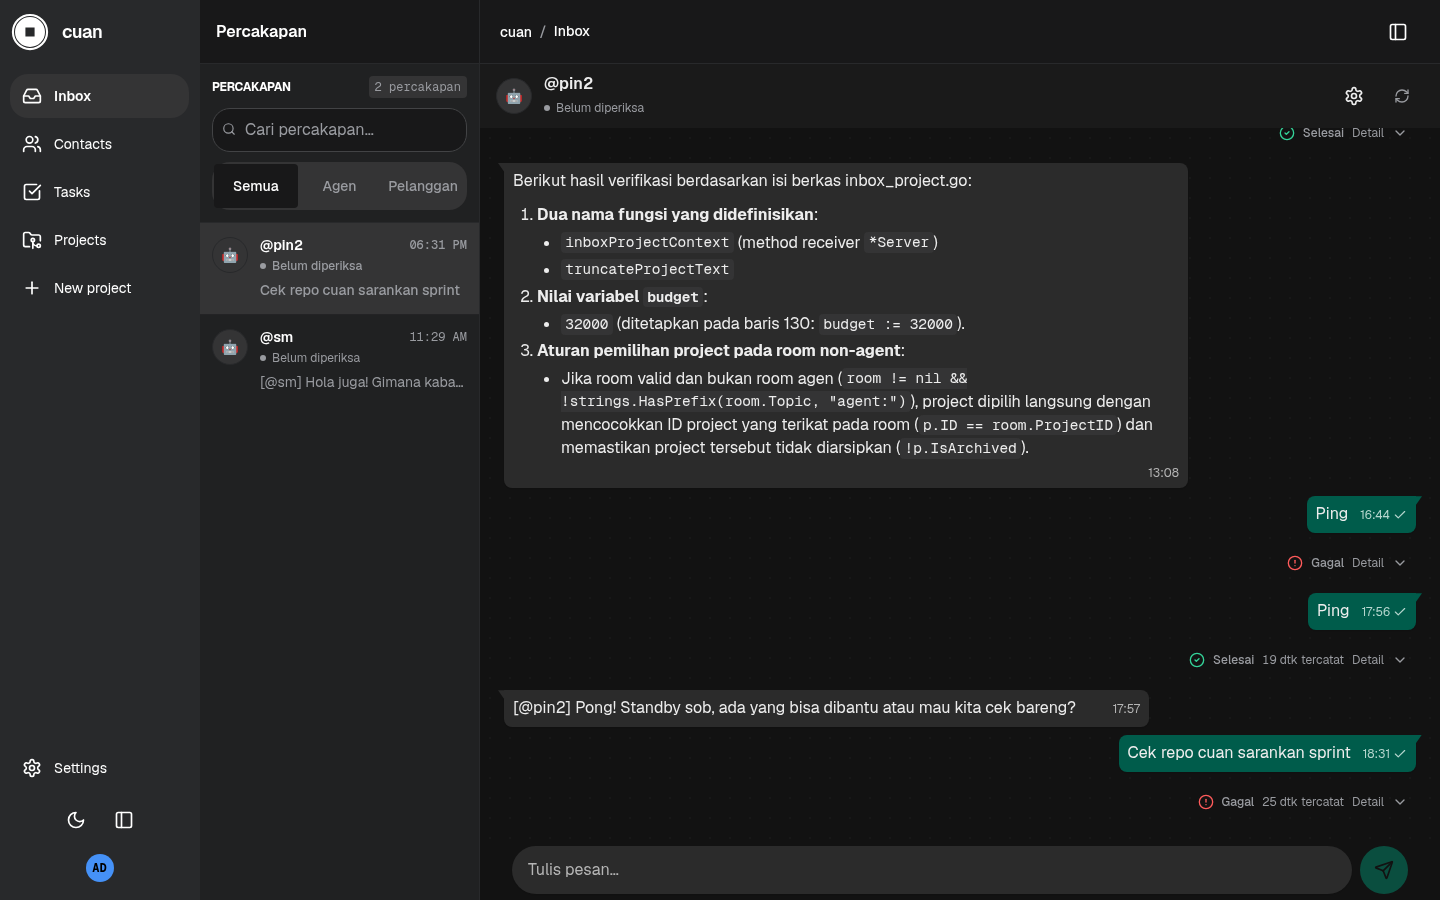 cuan
Inbox
Contacts
Tasks
Projects
New project
Settings
AD
Percakapan
PERCAKAPAN
2 percakapan
Cari percakapan...
Semua
Agen
Pelanggan
@pin2
06:31 PM
Belum diperiksa
Cek repo cuan sarankan sprint
@sm
11:29 AM
Belum diperiksa
[@sm] Hola juga! Gimana kaba...
cuan / Inbox
@pin2
Belum diperiksa
Selesai Detail
Berikut hasil verifikasi berdasarkan isi berkas inbox_project.go:
1. Dua nama fungsi yang didefinisikan:
• inboxProjectContext (method receiver *Server)
• truncateProjectText
2. Nilai variabel budget:
• 32000 (ditetapkan pada baris 130: budget := 32000).
3. Aturan pemilihan project pada room non-agent:
• Jika room valid dan bukan room agen (room != nil &&
!strings.HasPrefix(room.Topic, "agent:")), project dipilih langsung dengan
mencocokkan ID project yang terikat pada room (p.ID == room.ProjectID) dan
memastikan project tersebut tidak diarsipkan (!p.IsArchived).
13:08
Ping 16:44
Gagal Detail
Ping 17:56
Selesai 19 dtk tercatat Detail
[@pin2] Pong! Standby sob, ada yang bisa dibantu atau mau kita cek bareng? 17:57
Cek repo cuan sarankan sprint 18:31
Gagal 25 dtk tercatat Detail
Tulis pesan...